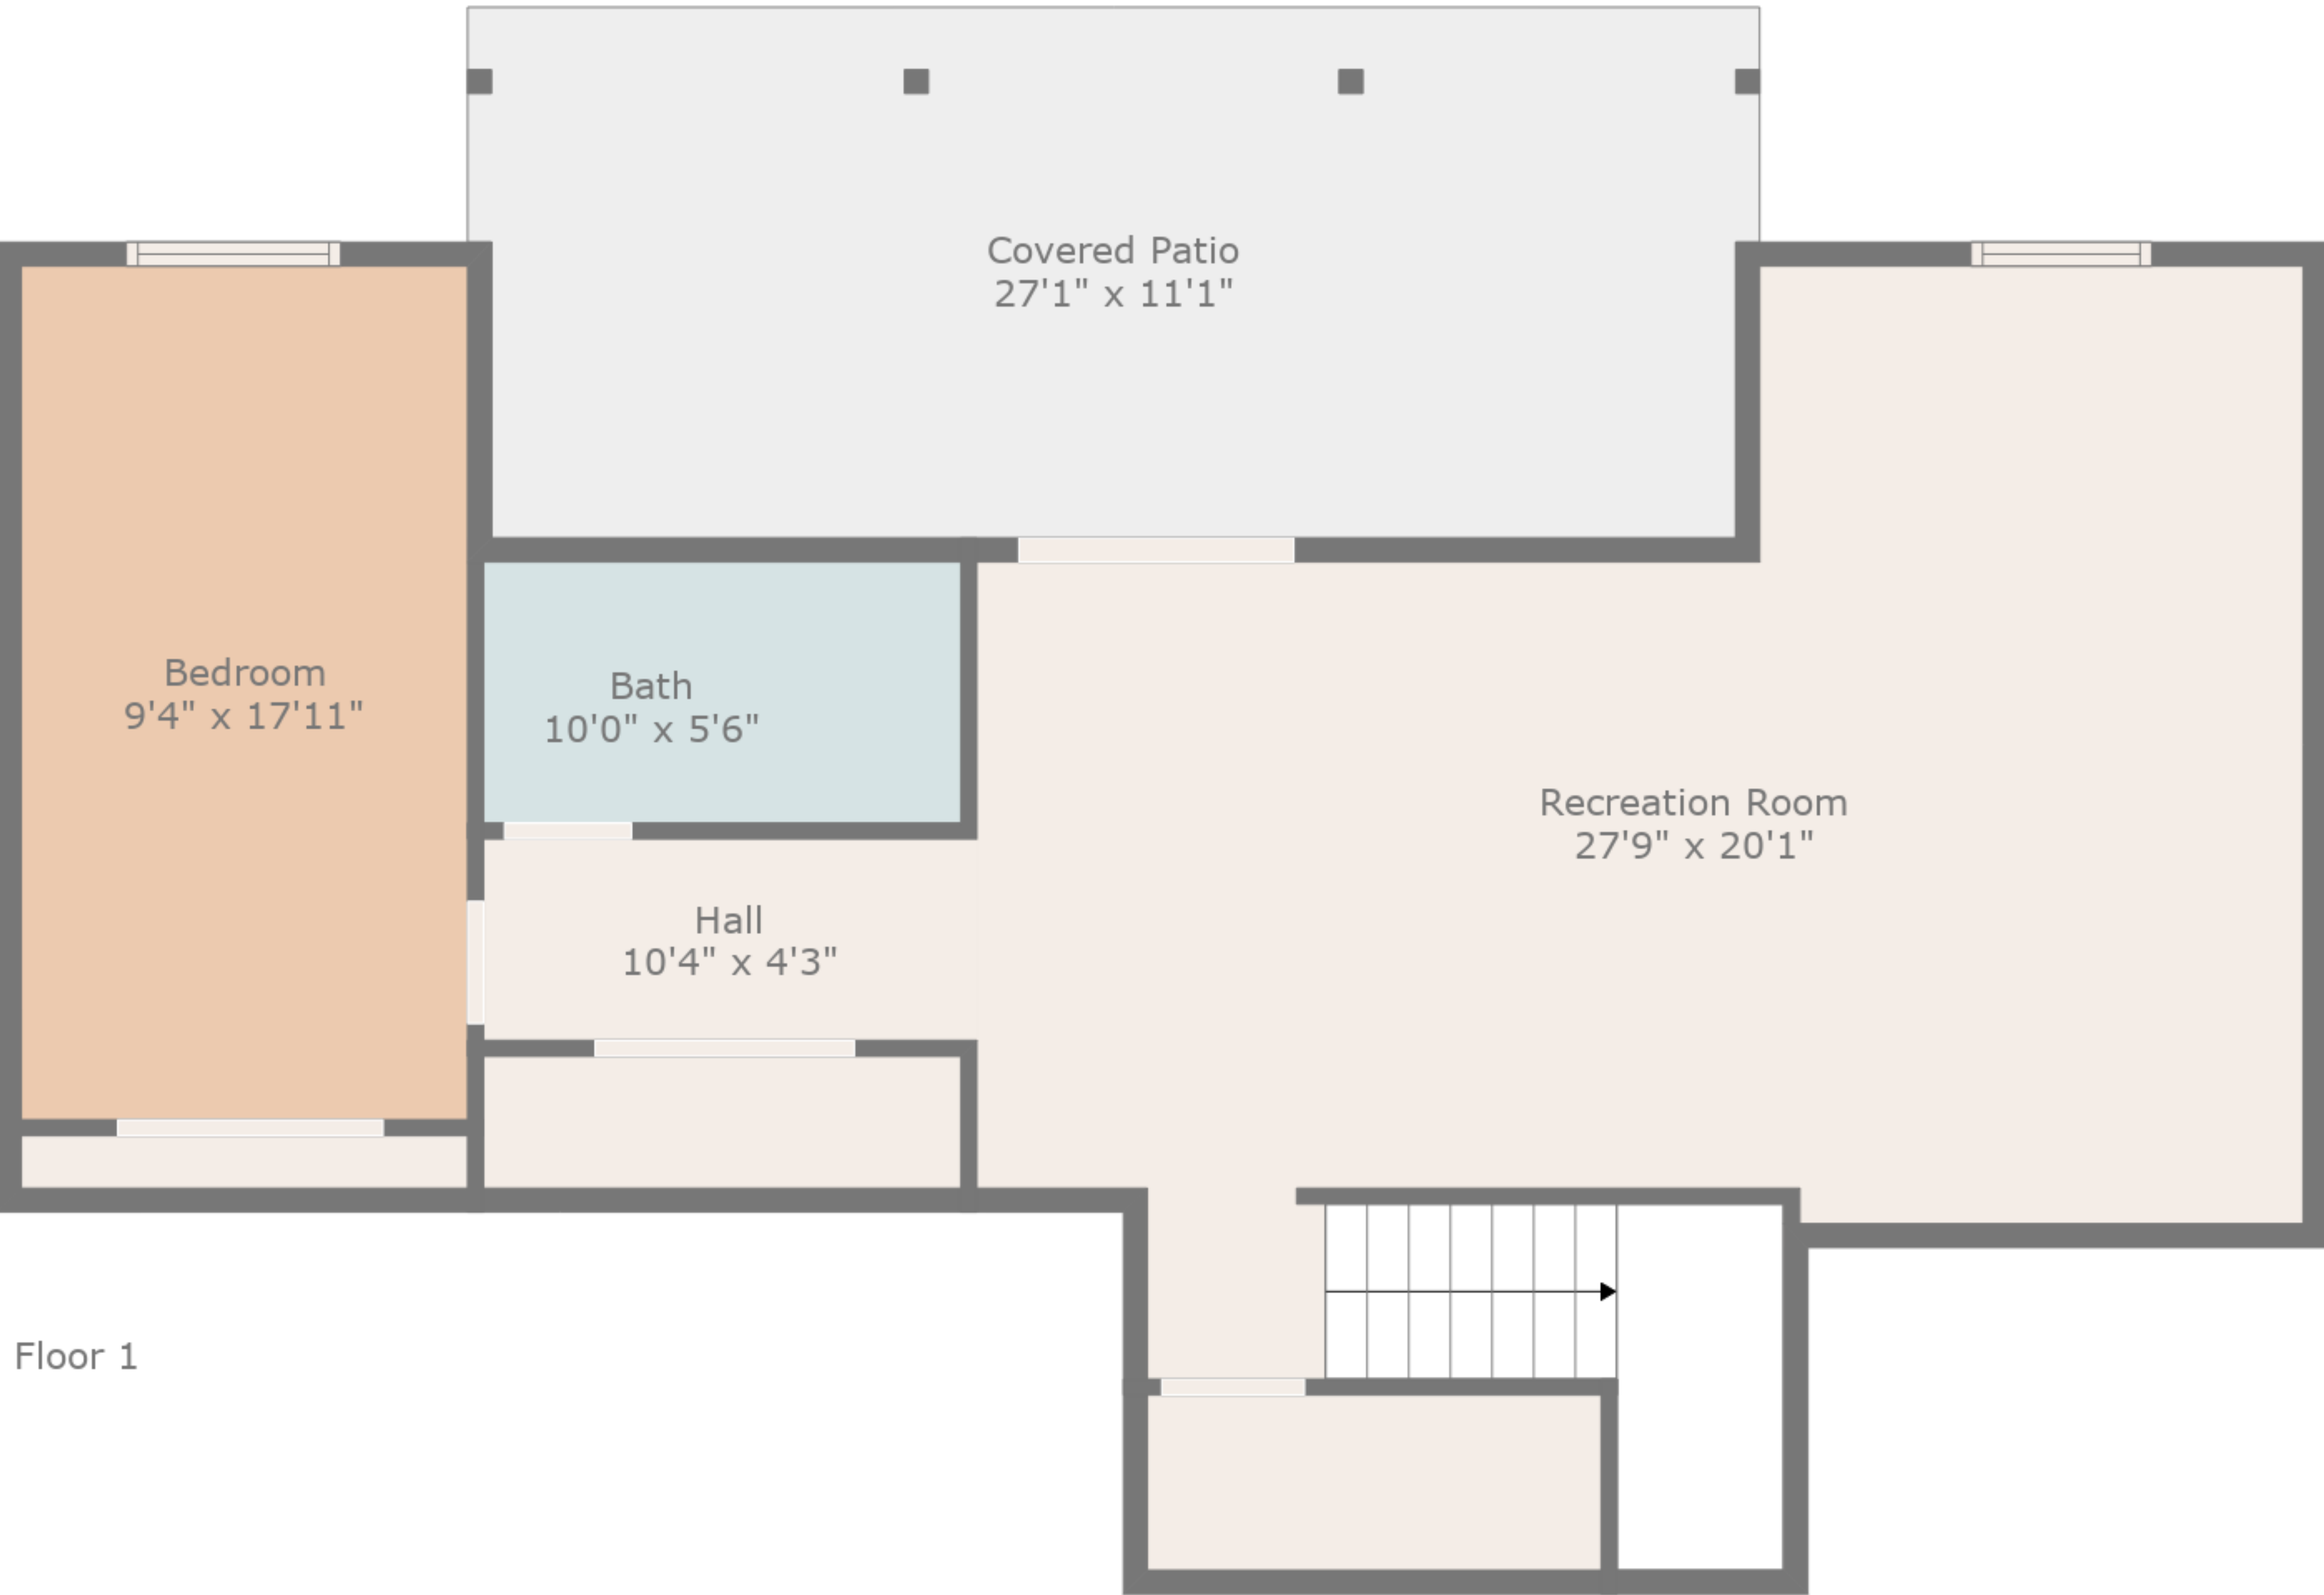 Covered Patio
27'1" x 11'1"
Bedroom
9'4" x 17'11"
Bath
10'0" x 5'6"
Recreation Room
27'9" x 20'1"
Hall
10'4" x 4'3"
Floor 1